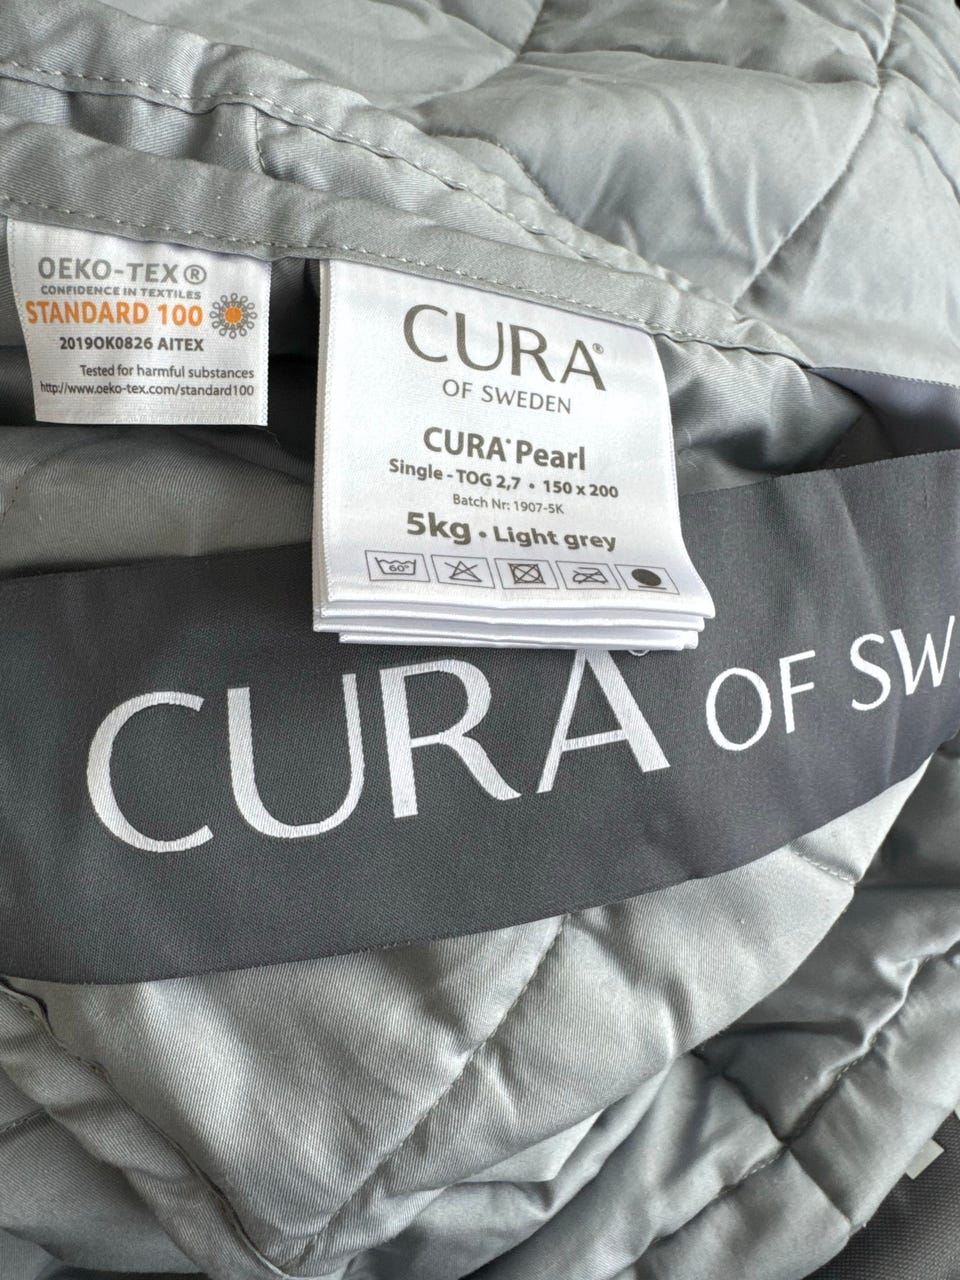 OEKO-TEX®
CONFIDENCE IN TEXTILES
STANDARD 100
2019OK0826 AITEX
Tested for harmful substances
http://www.oeko-tex.com/standard100
CURA®
OF SWEDEN
CURA® Pearl
Single - TOG 2,7 • 150 x 200
Batch Nr: 1907-5K
5kg • Light grey
60°
CURA OF SW